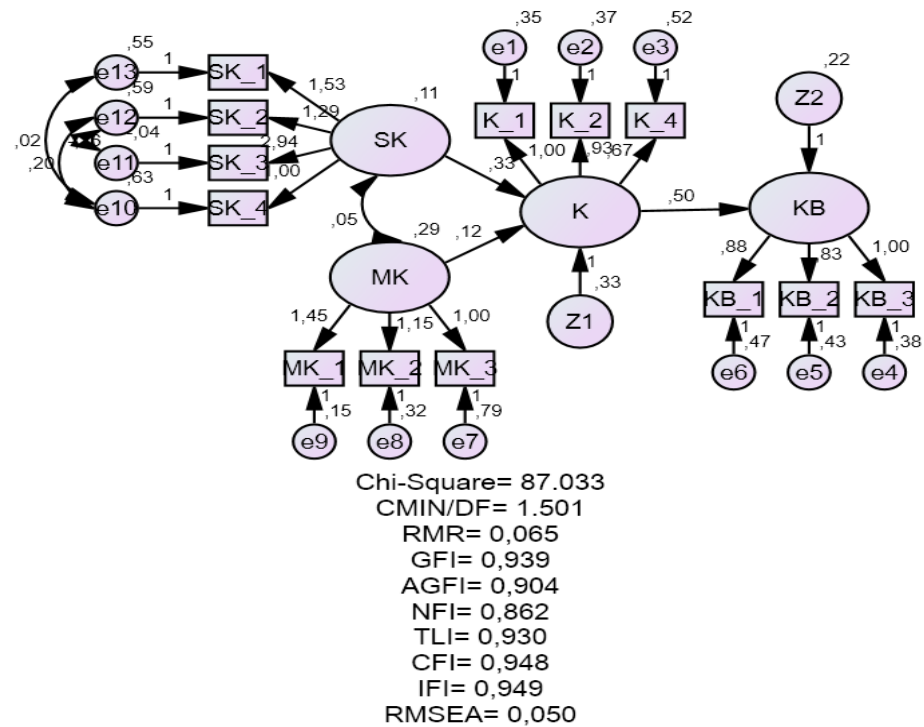 ,55
e13
1
SK_1
,59
e12
1
SK_2
,04
e11
1
SK_3
,63
e10
1
SK_4
,02
,20
1,53
1,29
2,94
1,00
,11
SK
,05
,29
MK
,33
,12
,35
e1
1
K_1
,37
e2
1
K_2
,52
e3
1
K_4
1,00
,93
,67
K
1
,33
Z1
,50
,22
Z2
1
KB
,88
,83
1,00
KB_1
KB_2
KB_3
1
,47
1
,43
1
,38
e6
e5
e4
1,45
1,15
1,00
MK_1
MK_2
MK_3
1
,15
1
,32
1
,79
e9
e8
e7
Chi-Square= 87.033
CMIN/DF= 1.501
RMR= 0,065
GFI= 0,939
AGFI= 0,904
NFI= 0,862
TLI= 0,930
CFI= 0,948
IFI= 0,949
RMSEA= 0,050